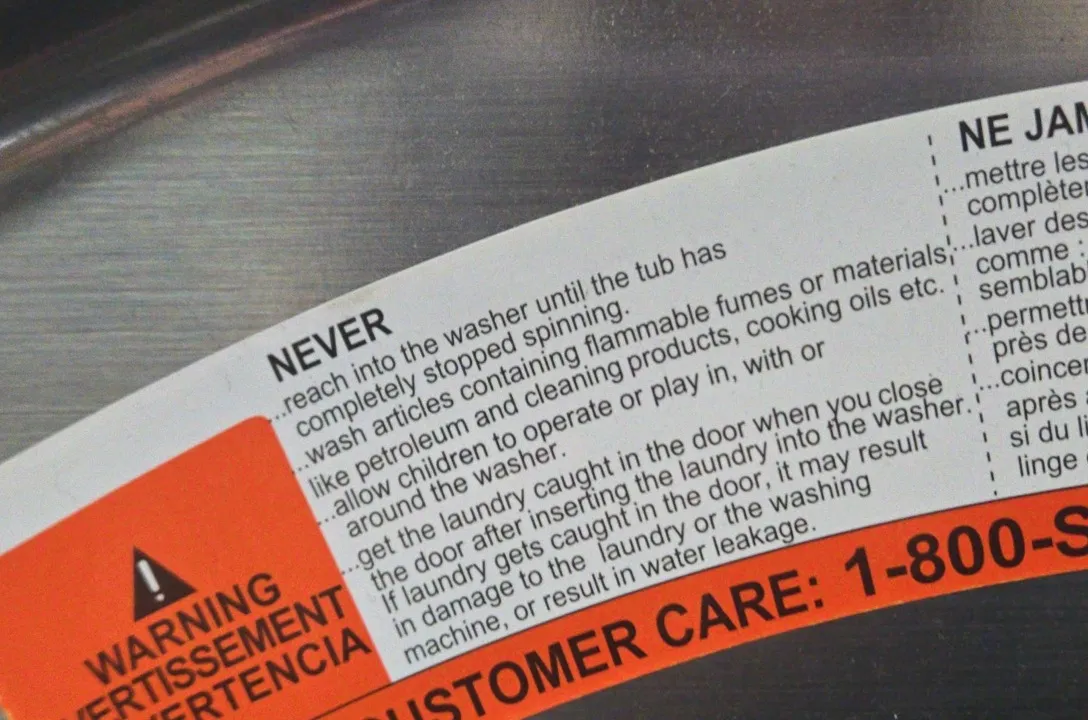 NEVER
...reach into the washer until the tub has
completely stopped spinning.
...wash articles containing flammable fumes or materials,
like petroleum and cleaning products, cooking oils etc.
...allow children to operate or play in, with or
around the washer.
...get the laundry caught in the door when you close
the door after inserting the laundry into the washer.
If laundry gets caught in the door, it may result
in damage to the laundry or the washing
machine, or result in water leakage.
NE JAM
...mettre les
complèter
...laver des
comme :
semblab
...permett
près de
...coincer
après
si du li
linge
WARNING
VERTISSEMENT
VERTENCIA
CUSTOMER CARE: 1-800-S